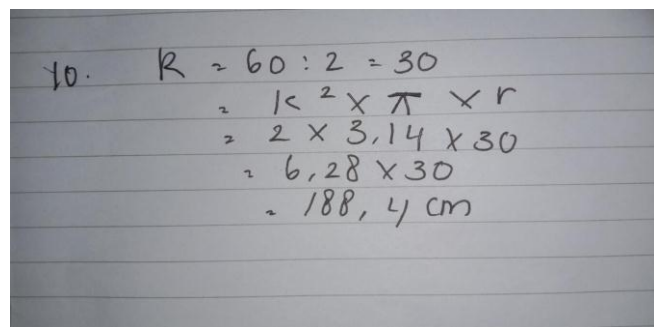 10. R = 60 : 2 = 30
= K 2 × π × r
= 2 × 3,14 × 30
= 6,28 × 30
= 188,4 cm